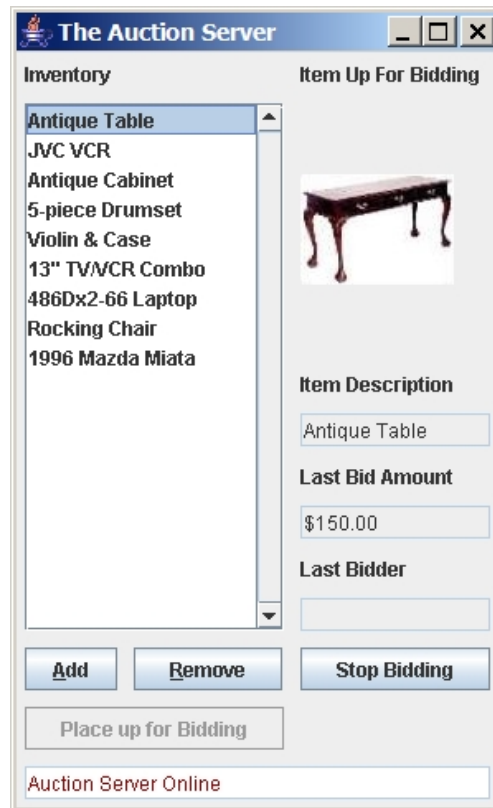 The Auction Server
Inventory
Antique Table
JVC VCR
Antique Cabinet
5-piece Drumset
Violin & Case
13" TV/VCR Combo
486Dx2-66 Laptop
Rocking Chair
1996 Mazda Miata
Item Up For Bidding
Item Description
Antique Table
Last Bid Amount
$150.00
Last Bidder
Add
Remove
Stop Bidding
Place up for Bidding
Auction Server Online